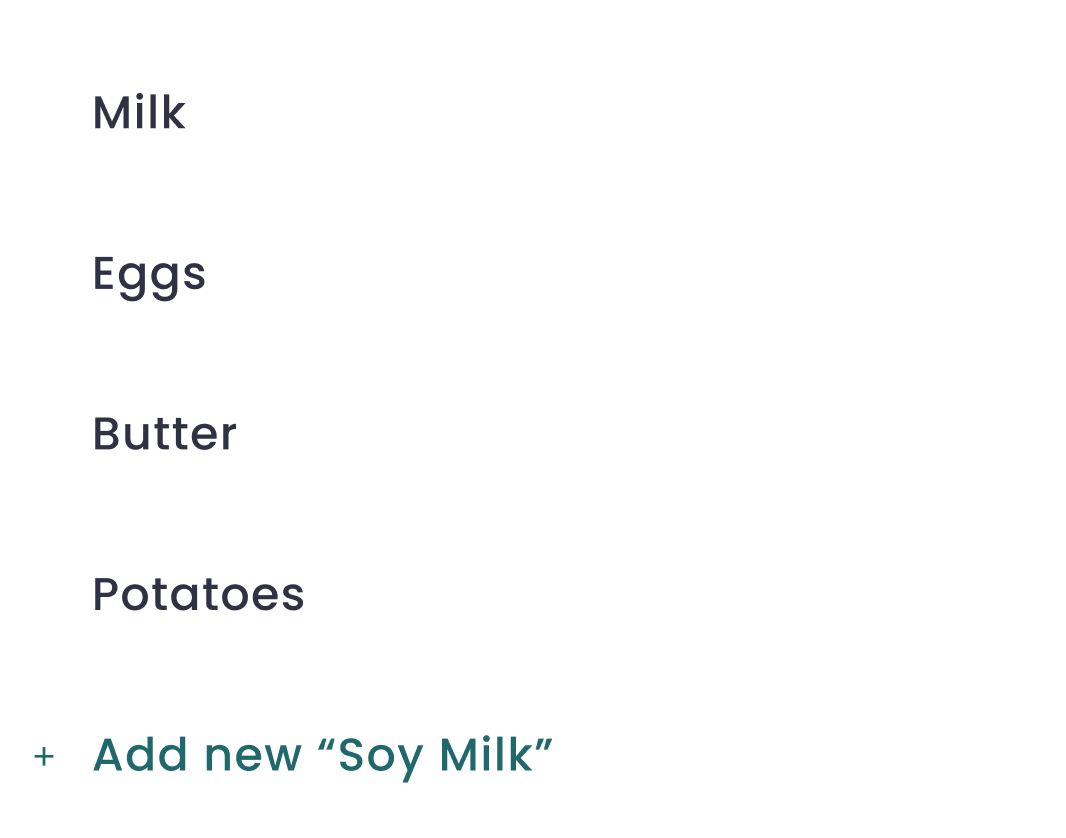 Milk
Eggs
Butter
Potatoes
+ Add new “Soy Milk”